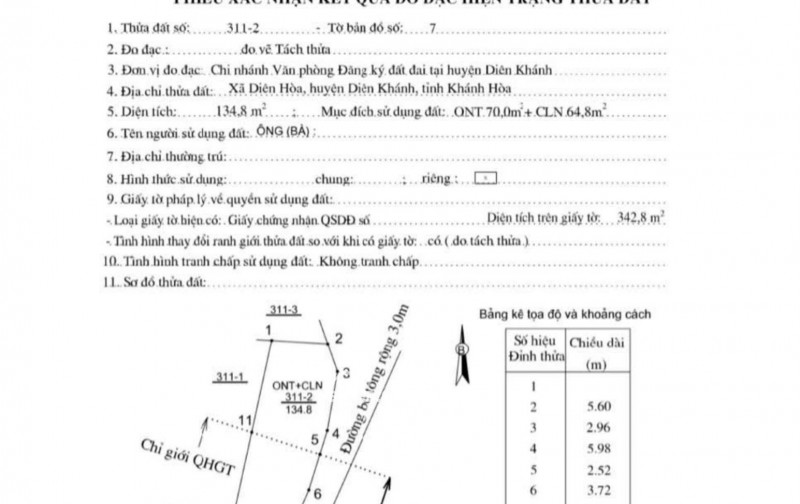 PHIẾU XÁC NHẬN KẾT QUẢ ĐO ĐẠC HIỆN TRẠNG THỬA ĐẤT
1. Thửa đất số: 311-2 - Tờ bản đồ số: 7
2. Đo đạc : đo vẽ Tách thửa
3. Đơn vị đo đạc: Chi nhánh Văn phòng Đăng ký đất đai tại huyện Diên Khánh
4. Địa chỉ thửa đất: Xã Diên Hòa, huyện Diên Khánh, tỉnh Khánh Hòa
5. Diện tích: 134,8 m² ; Mục đích sử dụng đất: ONT 70,0m² + CLN 64,8m²
6. Tên người sử dụng đất: ÔNG (BÀ) :
7. Địa chỉ thường trú:
8. Hình thức sử dụng: chung: ; riêng :
9. Giấy tờ pháp lý về quyền sử dụng đất:
- Loại giấy tờ hiện có: Giấy chứng nhận QSDĐ số Diện tích trên giấy tờ: 342,8 m²
- Tình hình thay đổi ranh giới thửa đất so với khi có giấy tờ: có ( do tách thửa )
10. Tình hình tranh chấp sử dụng đất: Không tranh chấp
11. Sơ đồ thửa đất:
311-3
1
2
3
311-1
ONT+CLN
311-2
134.8
11
4
5
6
Chỉ giới QHGT
Đường bê tông rộng 3,0m
B
Bảng kê tọa độ và khoảng cách
Số hiệu Đỉnh thửa Chiều dài (m)
1
2 5.60
3 2.96
4 5.98
5 2.52
6 3.72